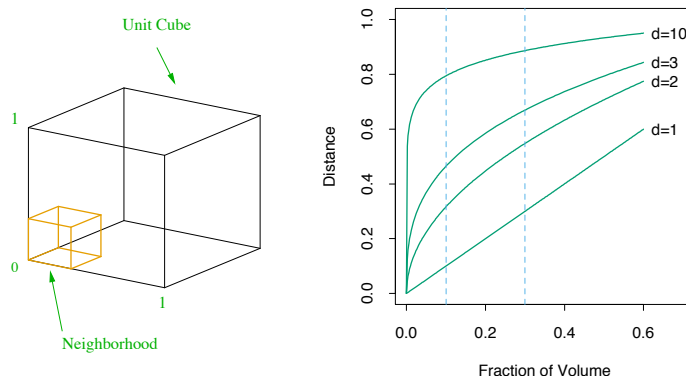 Unit Cube
1
0
1
Neighborhood
1.0
0.8
0.6
0.4
0.2
0.0
Distance
d=10
d=3
d=2
d=1
0.0 0.2 0.4 0.6
Fraction of Volume